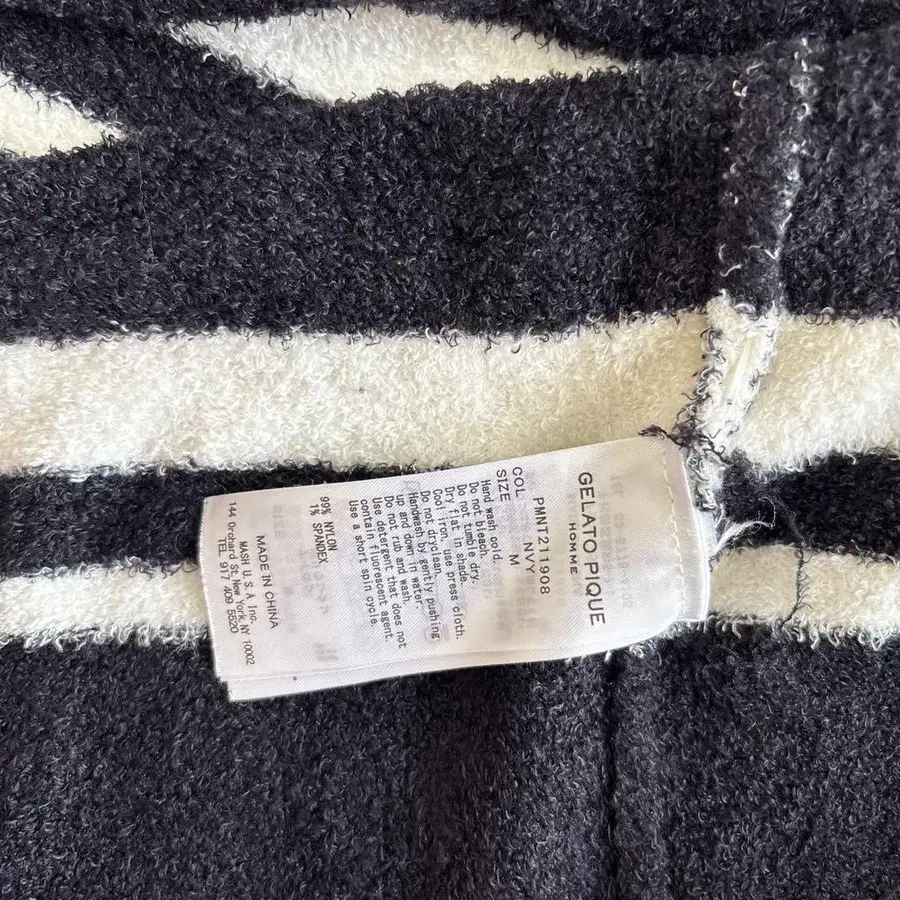 GELATO PIQUE
HOMME
PMNT211908
COL NVY
SIZE M
Hand wash cold.
Do not bleach.
Do not tumble dry.
Dry flat in shade.
Cool iron, use press cloth.
Do not dryclean.
Handwash by gently pushing
up and down in water.
Do not rub and wash.
Use detergent that does not
contain fluorescent agent.
Use a short spin cycle.
99% NYLON
1% SPANDEX
MADE IN CHINA
MASH U.S.A Inc.
144 Orchard St. New York, NY 10002
TEL 917 409 5520